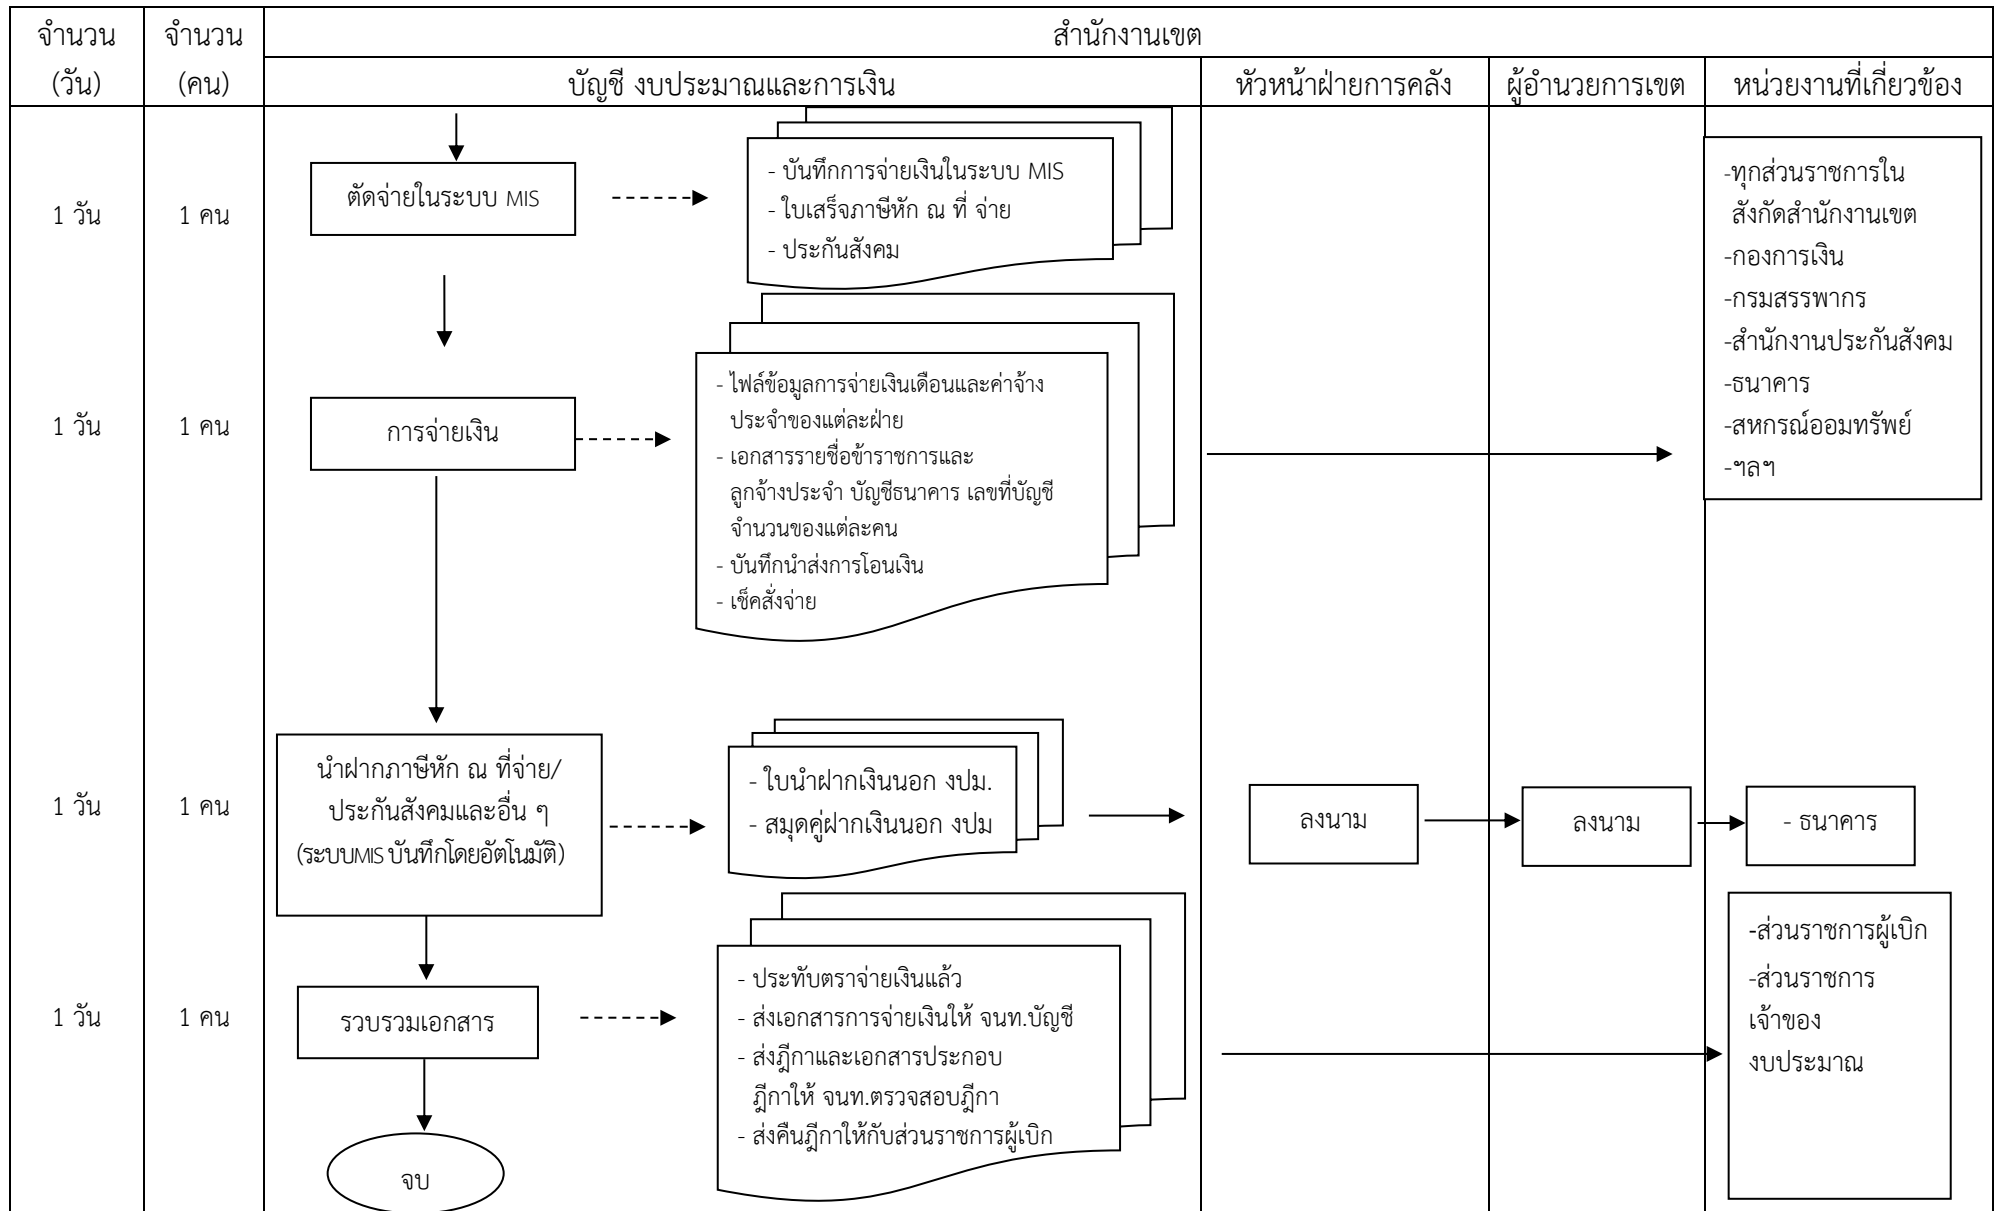 จำนวน
(วัน)
จำนวน
(คน)
สำนักงานเขต
บัญชี งบประมาณและการเงิน
หัวหน้าฝ่ายการคลัง
ผู้อำนวยการเขต
หน่วยงานที่เกี่ยวข้อง
1 วัน
1 คน
ตัดจ่ายในระบบ MIS
- บันทึกการจ่ายเงินในระบบ MIS
- ใบเสร็จภาษีหัก ณ ที่ จ่าย
- ประกันสังคม
-ทุกส่วนราชการใน
สังกัดสำนักงานเขต
-กองการเงิน
-กรมสรรพากร
-สำนักงานประกันสังคม
-ธนาคาร
-สหกรณ์ออมทรัพย์
-ฯลฯ
1 วัน
1 คน
การจ่ายเงิน
- ไฟล์ข้อมูลการจ่ายเงินเดือนและค่าจ้าง
ประจำของแต่ละฝ่าย
- เอกสารรายชื่อข้าราชการและ
ลูกจ้างประจำ บัญชีธนาคาร เลขที่บัญชี
จำนวนของแต่ละคน
- บันทึกนำส่งการโอนเงิน
- เช็คสั่งจ่าย
1 วัน
1 คน
นำฝากภาษีหัก ณ ที่จ่าย/
ประกันสังคมและอื่น ๆ
(ระบบMIS บันทึกโดยอัตโนมัติ)
- ใบนำฝากเงินนอก งปม.
- สมุดคู่ฝากเงินนอก งปม
ลงนาม
ลงนาม
- ธนาคาร
1 วัน
1 คน
รวบรวมเอกสาร
- ประทับตราจ่ายเงินแล้ว
- ส่งเอกสารการจ่ายเงินให้ จนท.บัญชี
- ส่งฎีกาและเอกสารประกอบ
ฎีกาให้ จนท.ตรวจสอบฎีกา
- ส่งคืนฎีกาให้กับส่วนราชการผู้เบิก
-ส่วนราชการผู้เบิก
-ส่วนราชการ
เจ้าของ
งบประมาณ
จบ